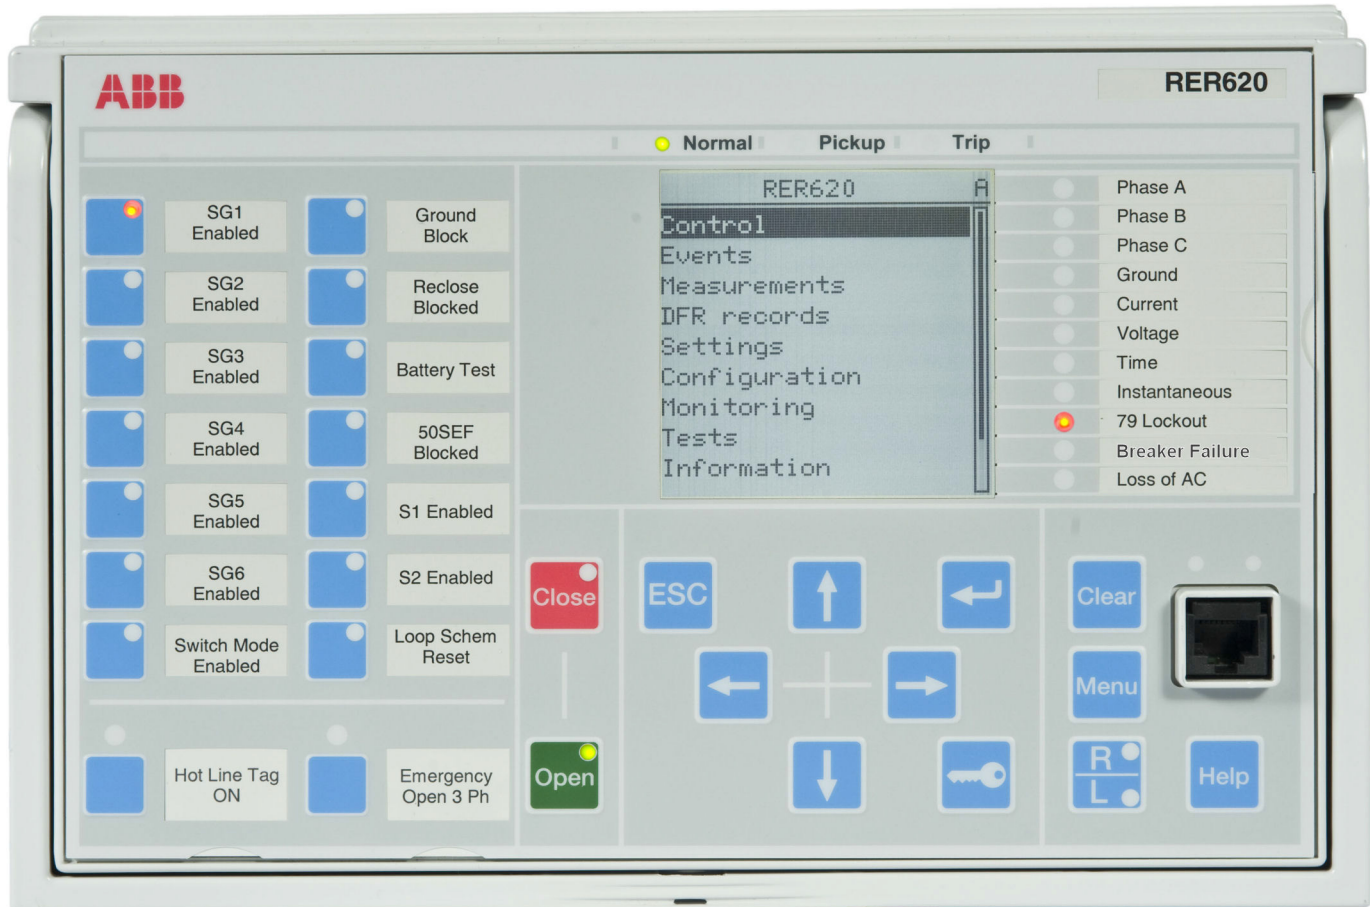 ABB
RER620
Normal Pickup Trip
SG1
Enabled
Ground
Block
SG2
Enabled
Reclose
Blocked
SG3
Enabled
Battery Test
SG4
Enabled
50SEF
Blocked
SG5
Enabled
S1 Enabled
SG6
Enabled
S2 Enabled
Switch Mode
Enabled
Loop Schem
Reset
Hot Line Tag
ON
Emergency
Open 3 Ph
RER620 A
Control
Events
Measurements
DFR records
Settings
Configuration
Monitoring
Tests
Information
Phase A
Phase B
Phase C
Ground
Current
Voltage
Time
Instantaneous
79 Lockout
Breaker Failure
Loss of AC
Close
Open
ESC
Clear
Menu
R
L
Help